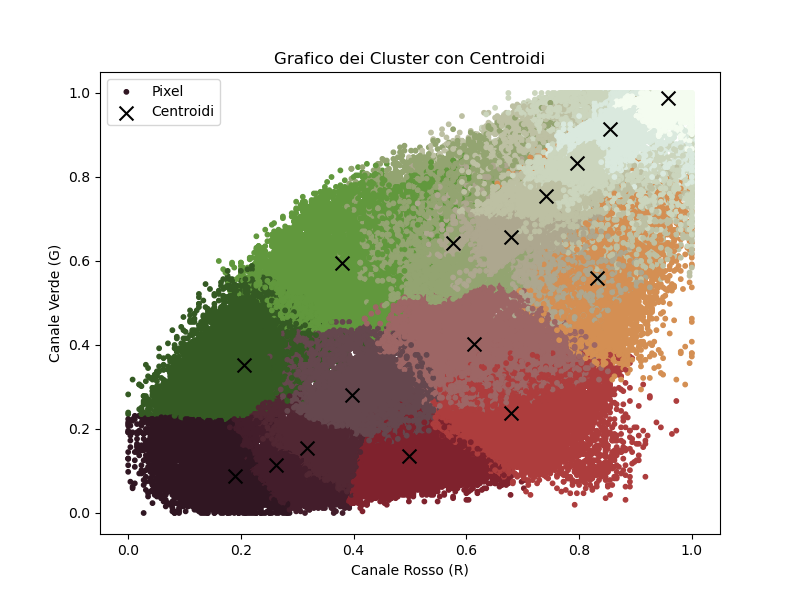 Grafico dei Cluster con Centroidi
Pixel
Centroidi
Canale Verde (G)
1.0
0.8
0.6
0.4
0.2
0.0
0.0 0.2 0.4 0.6 0.8 1.0
Canale Rosso (R)